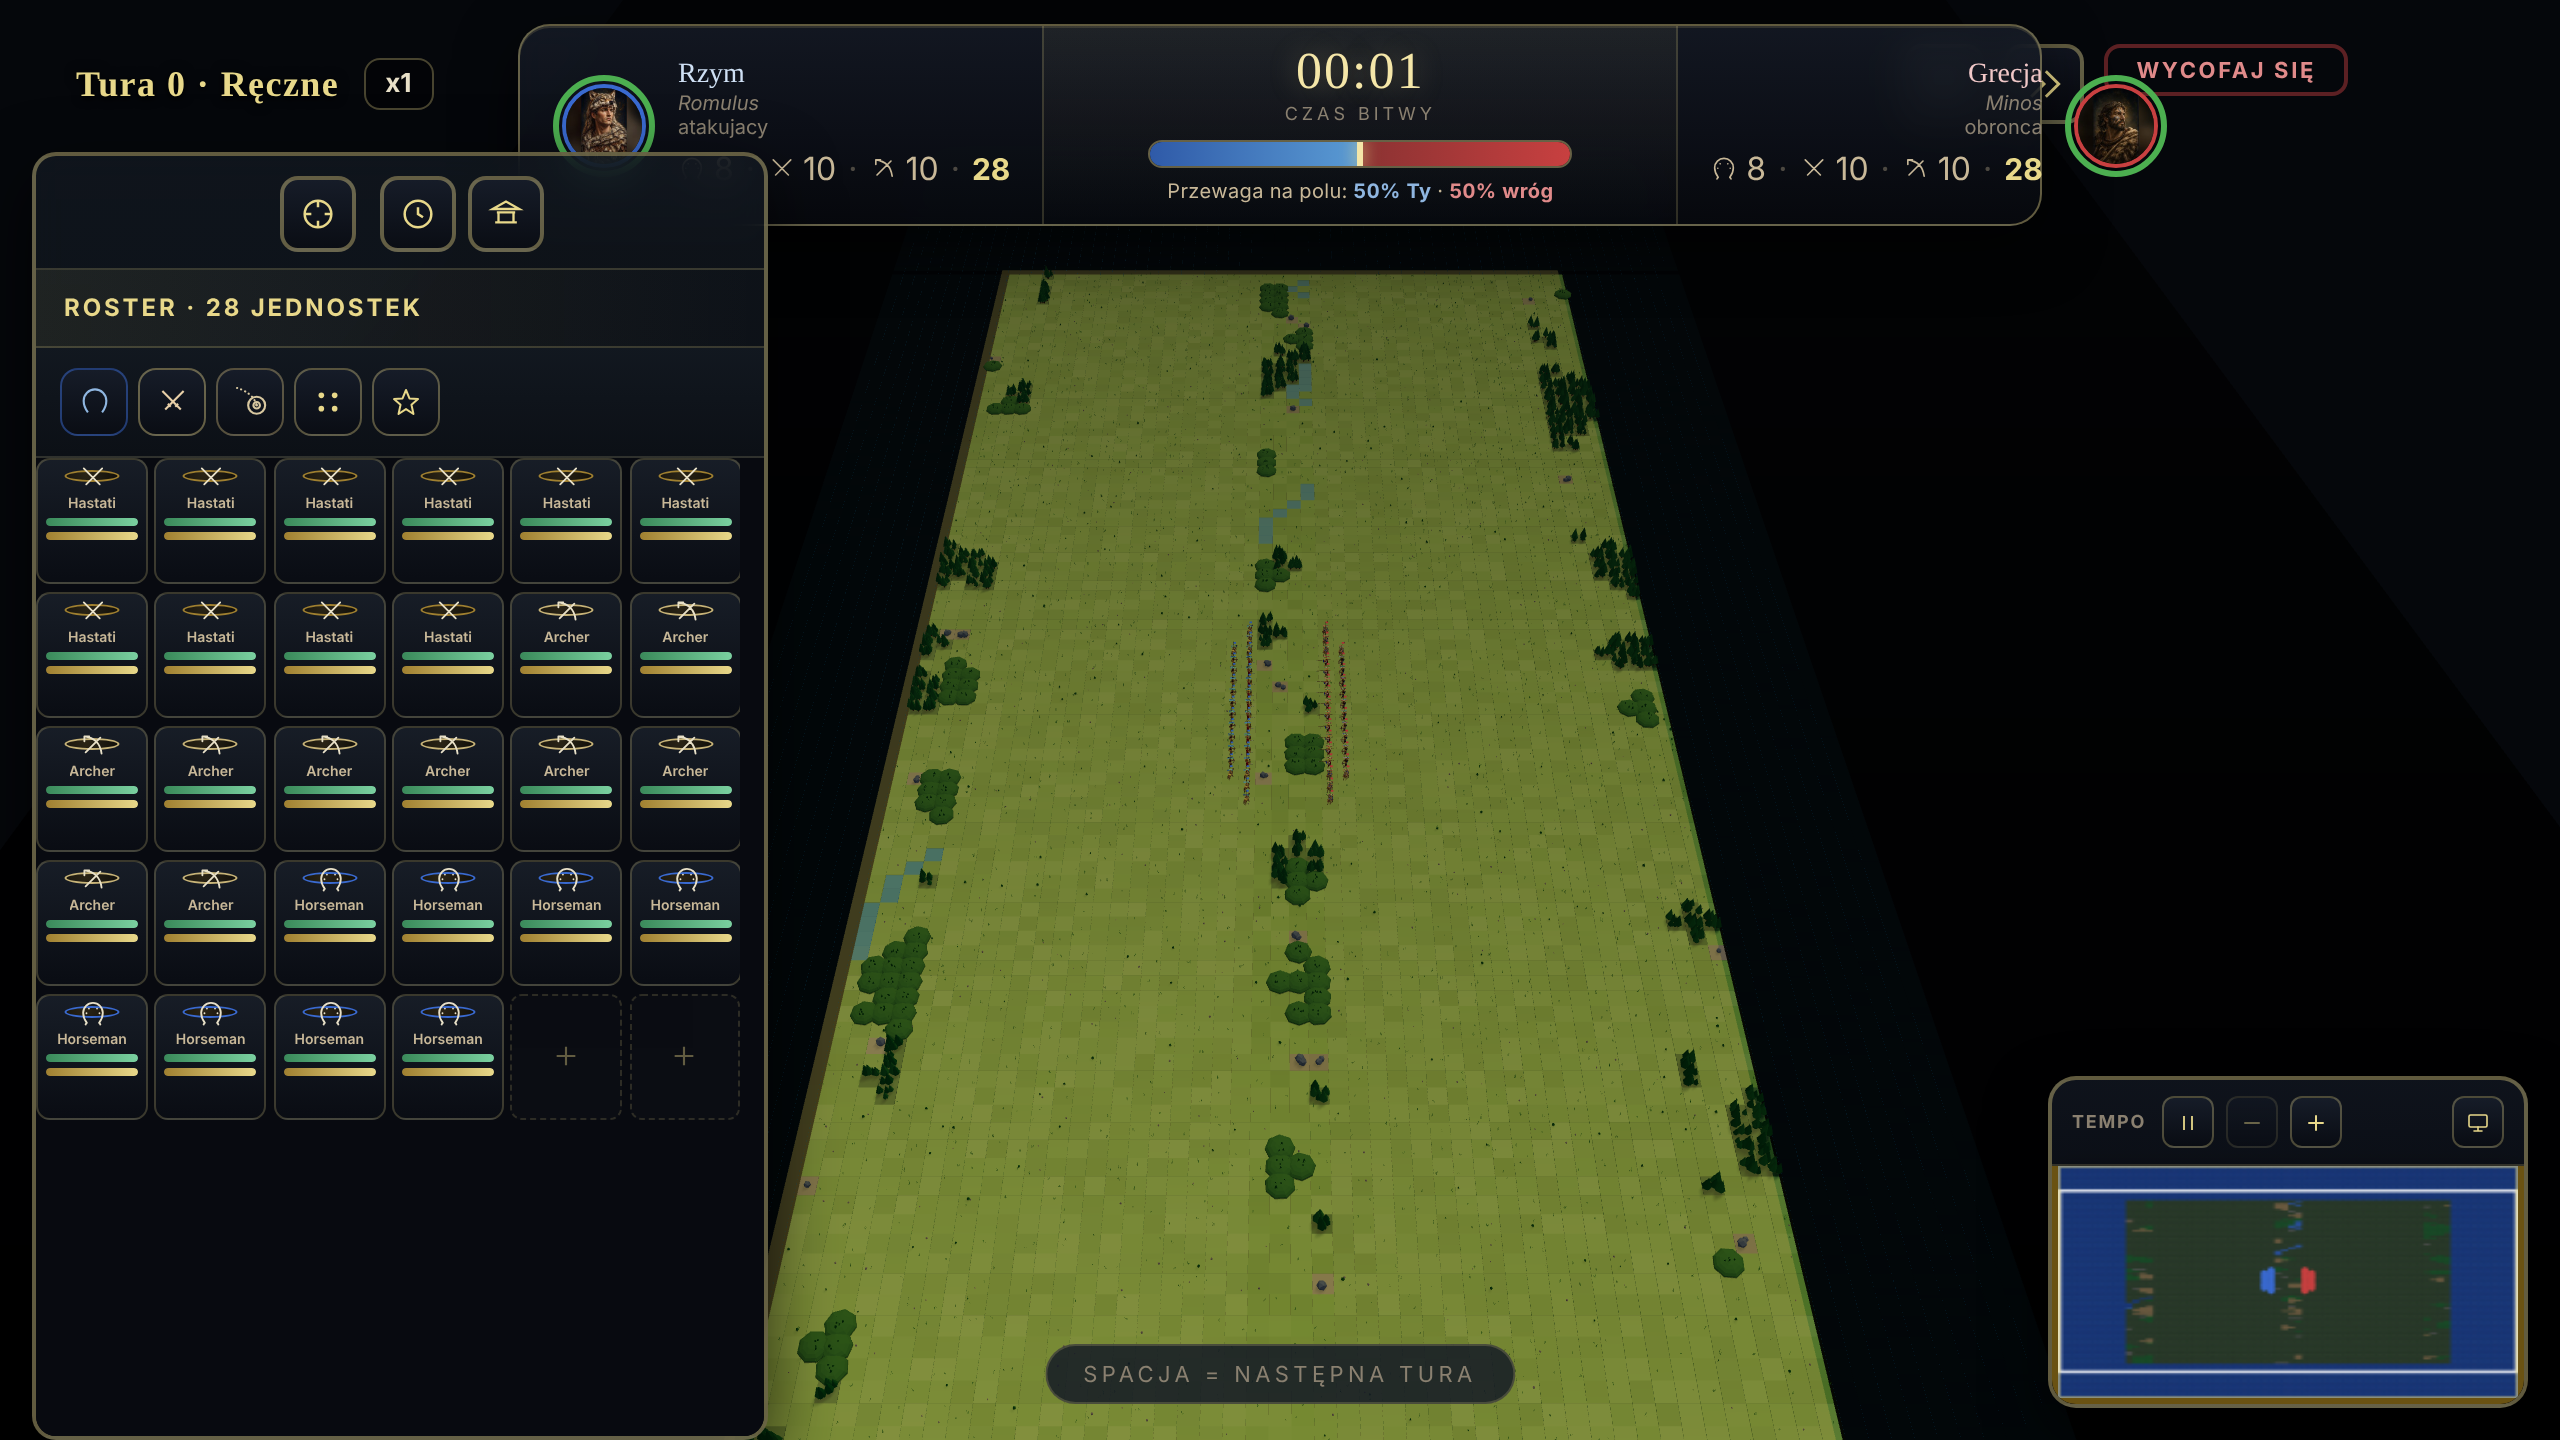 Tura 0 · Ręczne
x1
Rzym
Romulus
atakujacy
8 · 10 · 10 · 28
00:01
CZAS BITWY
Przewaga na polu: 50% Ty · 50% wróg
Grecja
Minos
obronca
8 · 10 · 10 · 28
WYCOFAJ SIĘ
ROSTER · 28 JEDNOSTEK
Hastati Hastati Hastati Hastati Hastati Hastati
Hastati Hastati Hastati Hastati Archer Archer
Archer Archer Archer Archer Archer Archer
Archer Archer Horseman Horseman Horseman Horseman
Horseman Horseman Horseman Horseman
TEMPO
SPACJA = NASTĘPNA TURA